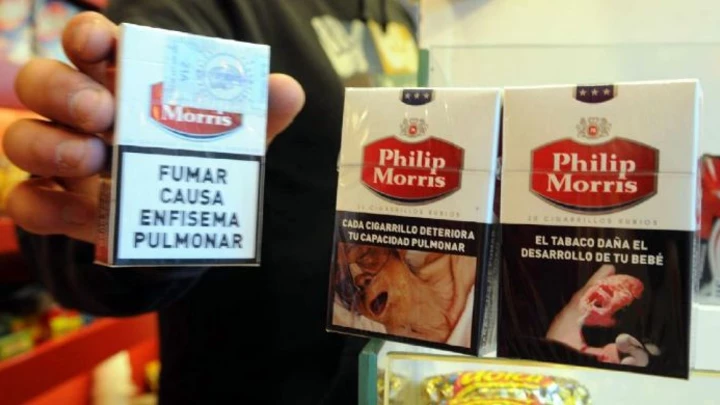 Philip
Morris
FUMAR
CAUSA
ENFISEMA
PULMONAR
Philip
Morris
CIGARRILLOS RUBIOS
CADA CIGARRILLO DETERIORA
TU CAPACIDAD PULMONAR
Philip
Morris
20 CIGARRILLOS RUBIOS
EL TABACO DAÑA EL
DESARROLLO DE TU BEBÉ